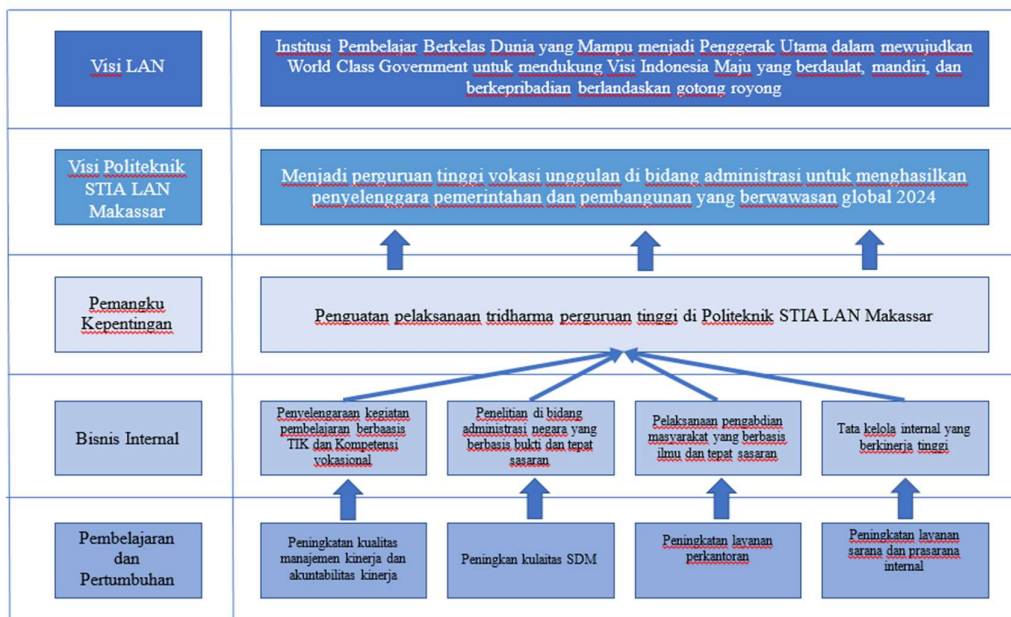 Visi LAN
Institusi Pembelajar Berkelas Dunia yang Mampu menjadi Penggerak Utama dalam mewujudkan
World Class Government untuk mendukung Visi Indonesia Maju yang berdaulat, mandiri, dan
berkepribadian berlandaskan gotong royong
Visi Politeknik
STIA LAN
Makassar
Menjadi perguruan tinggi vokasi unggulan di bidang administrasi untuk menghasilkan
penyelenggara pemerintahan dan pembangunan yang berwawasan global 2024
Pemangku
Kepentingan
Penguatan pelaksanaan tridharma perguruan tinggi di Politeknik STIA LAN Makassar
Bisnis Internal
Penyelengaraan kegiatan
pembelajaran berbaasis
TIK dan Kompetensi
vokasional
Penelitian di bidang
administrasi negara yang
berbasis bukti dan tepat
sasaran
Pelaksanaan pengabdian
masyarakat yang berbasis
ilmu dan tepat sasaran
Tata kelola internal yang
berkinerja tinggi
Pembelajaran
dan
Pertumbuhan
Peningkatan kualitas
manajemen kinerja dan
akuntabilitas kinerja
Peningkan kulaitas SDM
Peningkatan layanan
perkantoran
Peningkatan layanan
sarana dan prasarana
internal